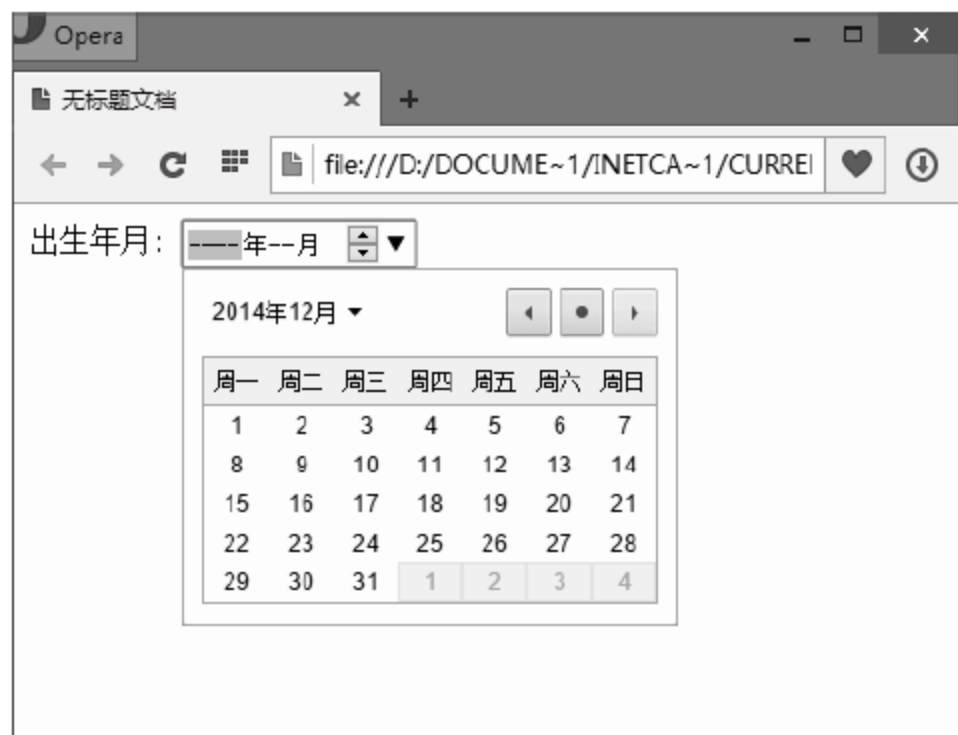 Opera
无标题文档
file:///D:/DOCUME~1/INETCA~1/CURREI
出生年月: ----年--月
2014年12月
周一 周二 周三 周四 周五 周六 周日
1 2 3 4 5 6 7
8 9 10 11 12 13 14
15 16 17 18 19 20 21
22 23 24 25 26 27 28
29 30 31 1 2 3 4